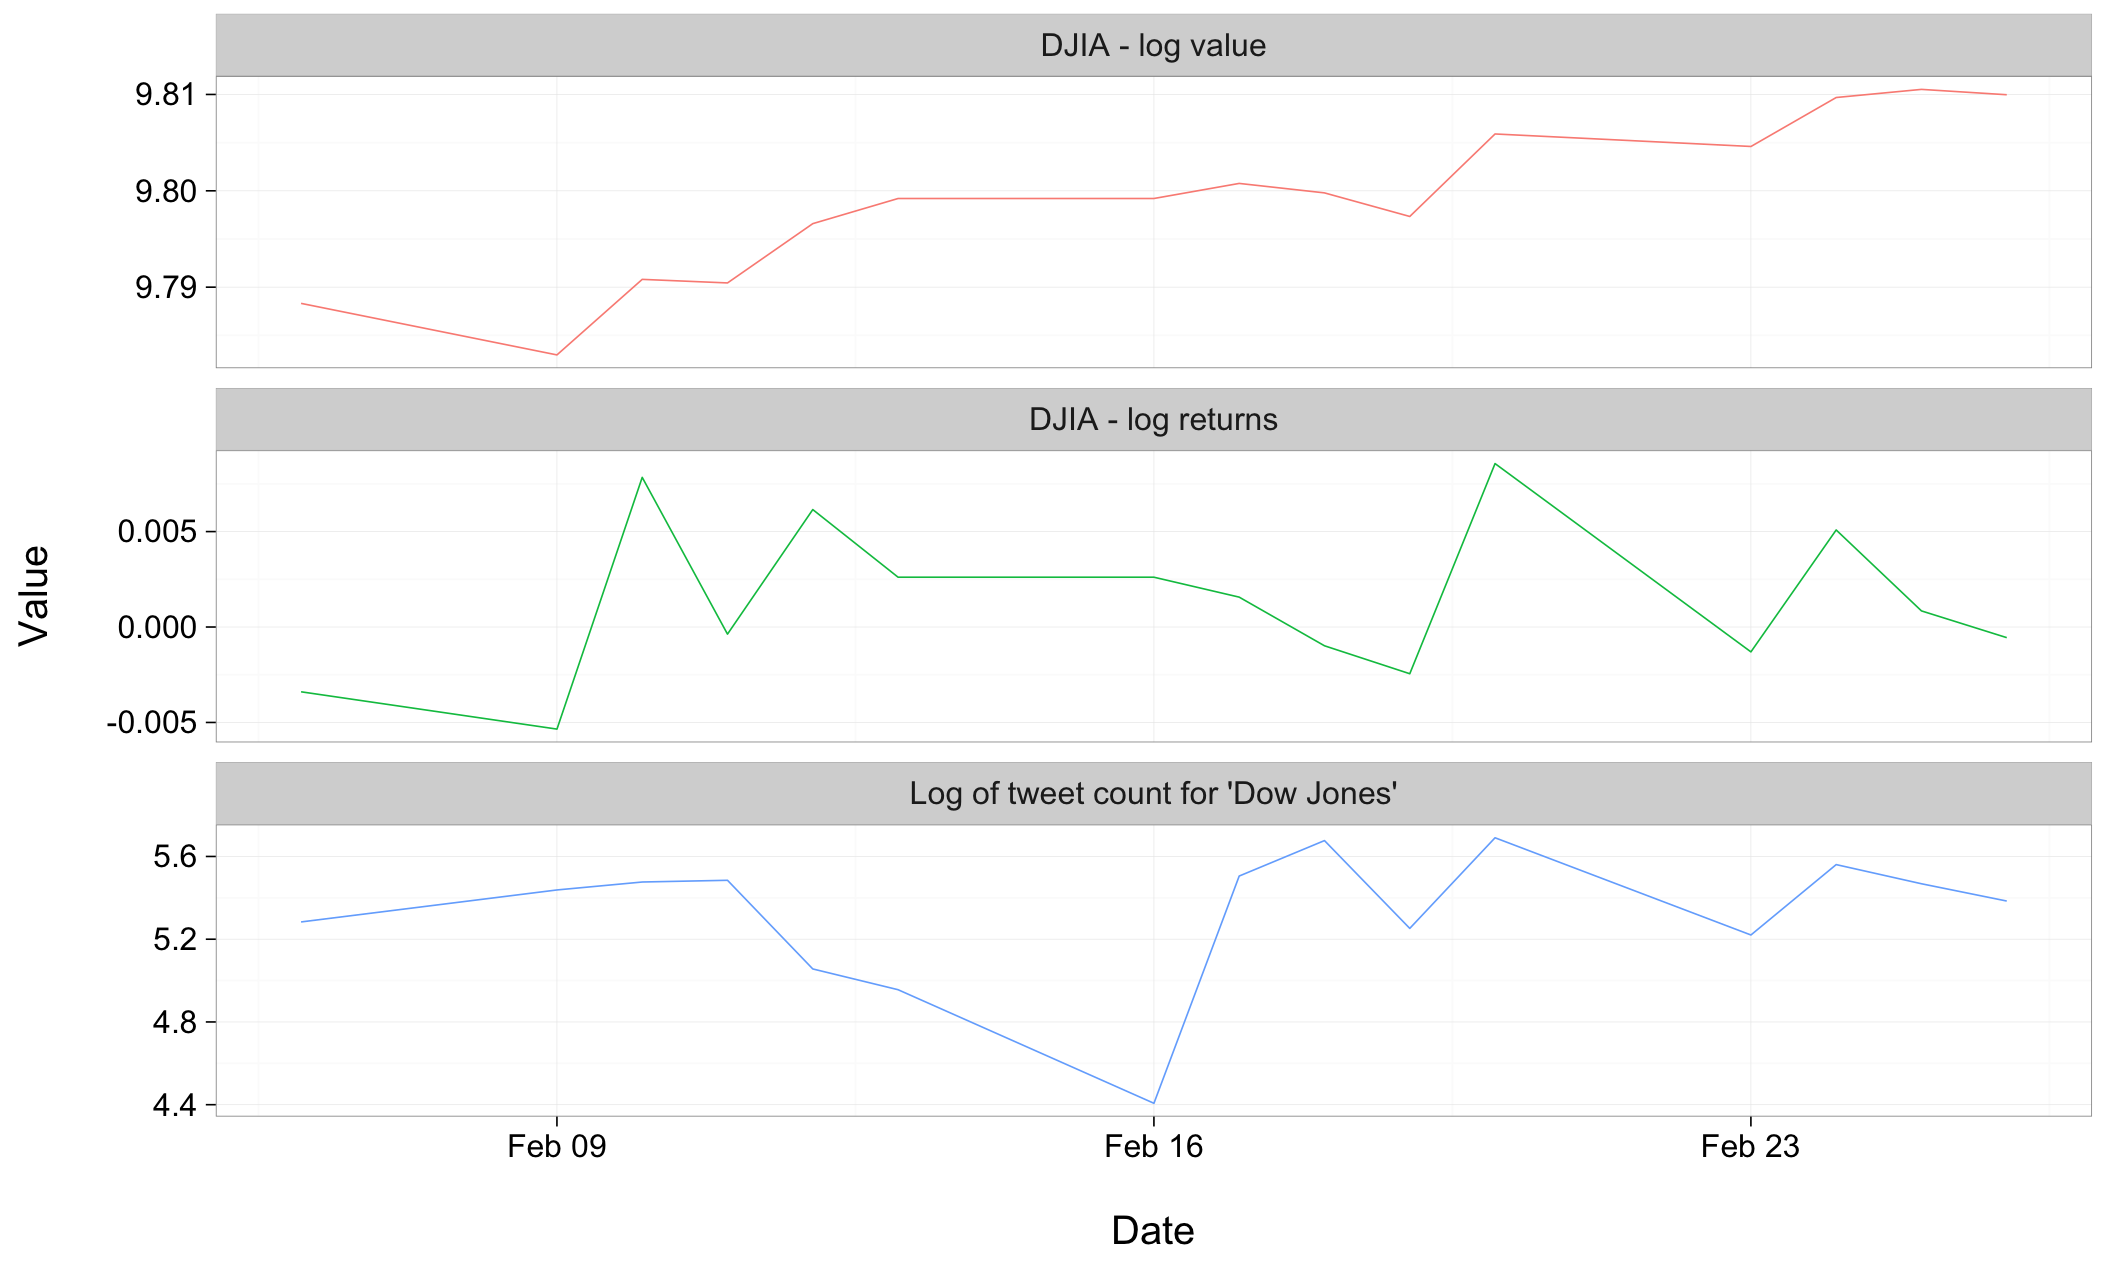 DJIA - log value
9.81
9.80
9.79
DJIA - log returns
0.005
0.000
-0.005
Value
Log of tweet count for 'Dow Jones'
5.6
5.2
4.8
4.4
Feb 09 Feb 16 Feb 23
Date